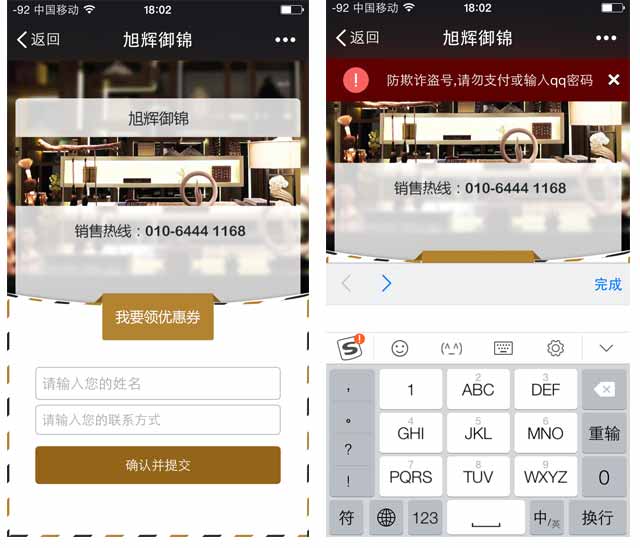 -92 中国移动 18:02
返回 旭辉御锦
旭辉御锦
销售热线：010-6444 1168
我要领优惠券
请输入您的姓名
请输入您的联系方式
确认并提交
-92 中国移动 18:02
返回 旭辉御锦
! 防欺诈盗号,请勿支付或输入qq密码
销售热线：010-6444 1168
完成
S !
(^_^)
, 1 2 ABC 3 DEF
。 4 GHI 5 JKL 6 MNO 重输
?
! 7 PQRS 8 TUV 9 WXYZ 0
符 123 中/英 换行